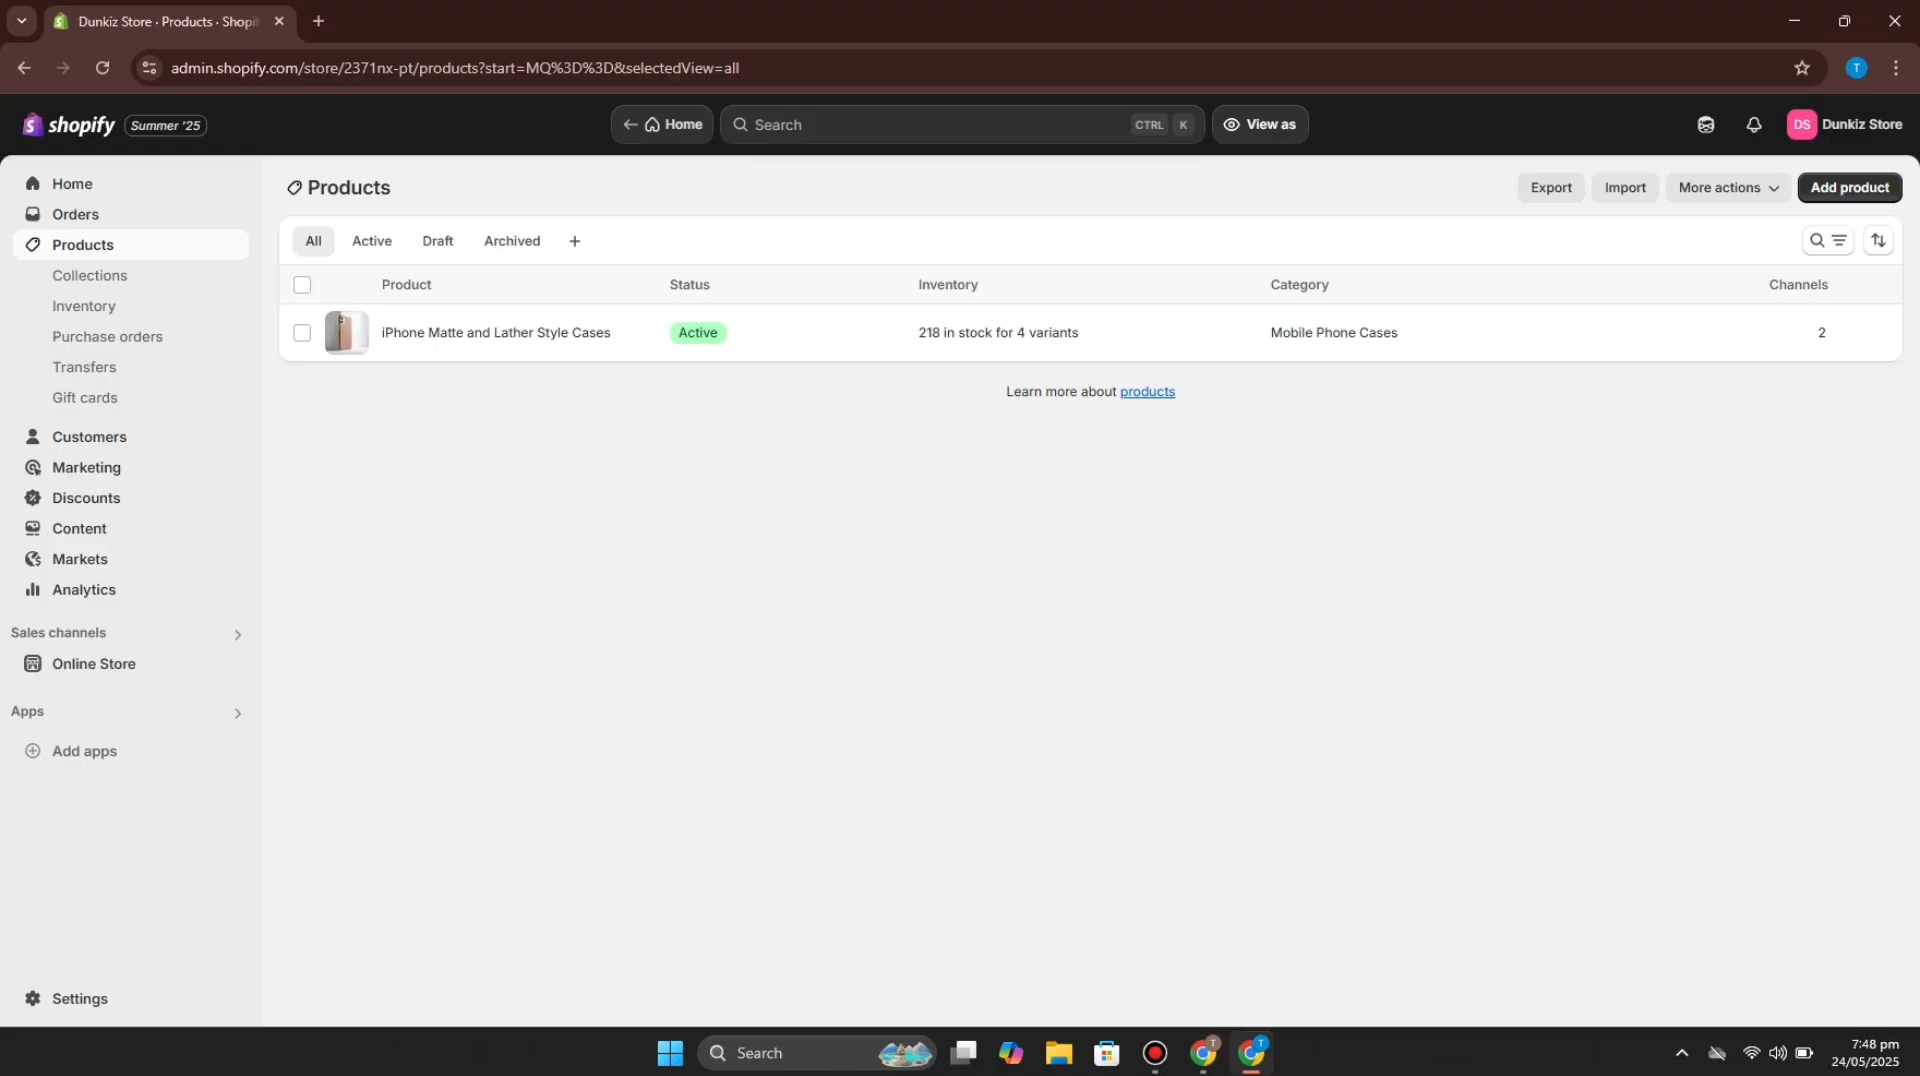 Dunkiz Store · Products · Shopif
admin.shopify.com/store/2371nx-pt/products?start=MQ%3D%3D&selectedView=all
T
shopify
Summer '25
Home
Search
CTRL K
View as
DS
Dunkiz Store
Home
Orders
Products
Collections
Inventory
Purchase orders
Transfers
Gift cards
Customers
Marketing
Discounts
Content
Markets
Analytics
Sales channels
Online Store
Apps
Add apps
Settings
Products
Export
Import
More actions
Add product
All
Active
Draft
Archived
Product
Status
Inventory
Category
Channels
iPhone Matte and Lather Style Cases
Active
218 in stock for 4 variants
Mobile Phone Cases
2
Learn more about products
Search
T
T
7:48 pm
24/05/2025